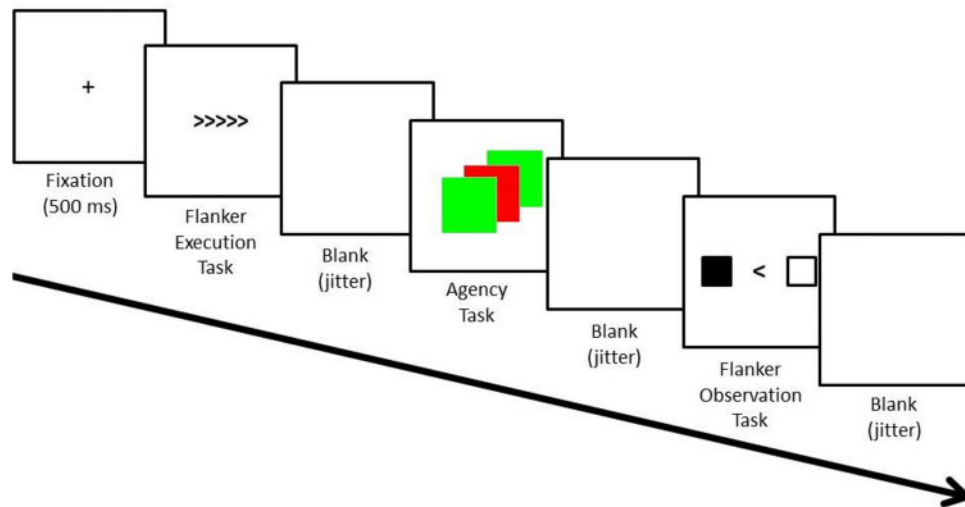 +
Fixation
(500 ms)
>>>>>
Flanker
Execution
Task
Blank
(jitter)
Agency
Task
Blank
(jitter)
<
Flanker
Observation
Task
Blank
(jitter)